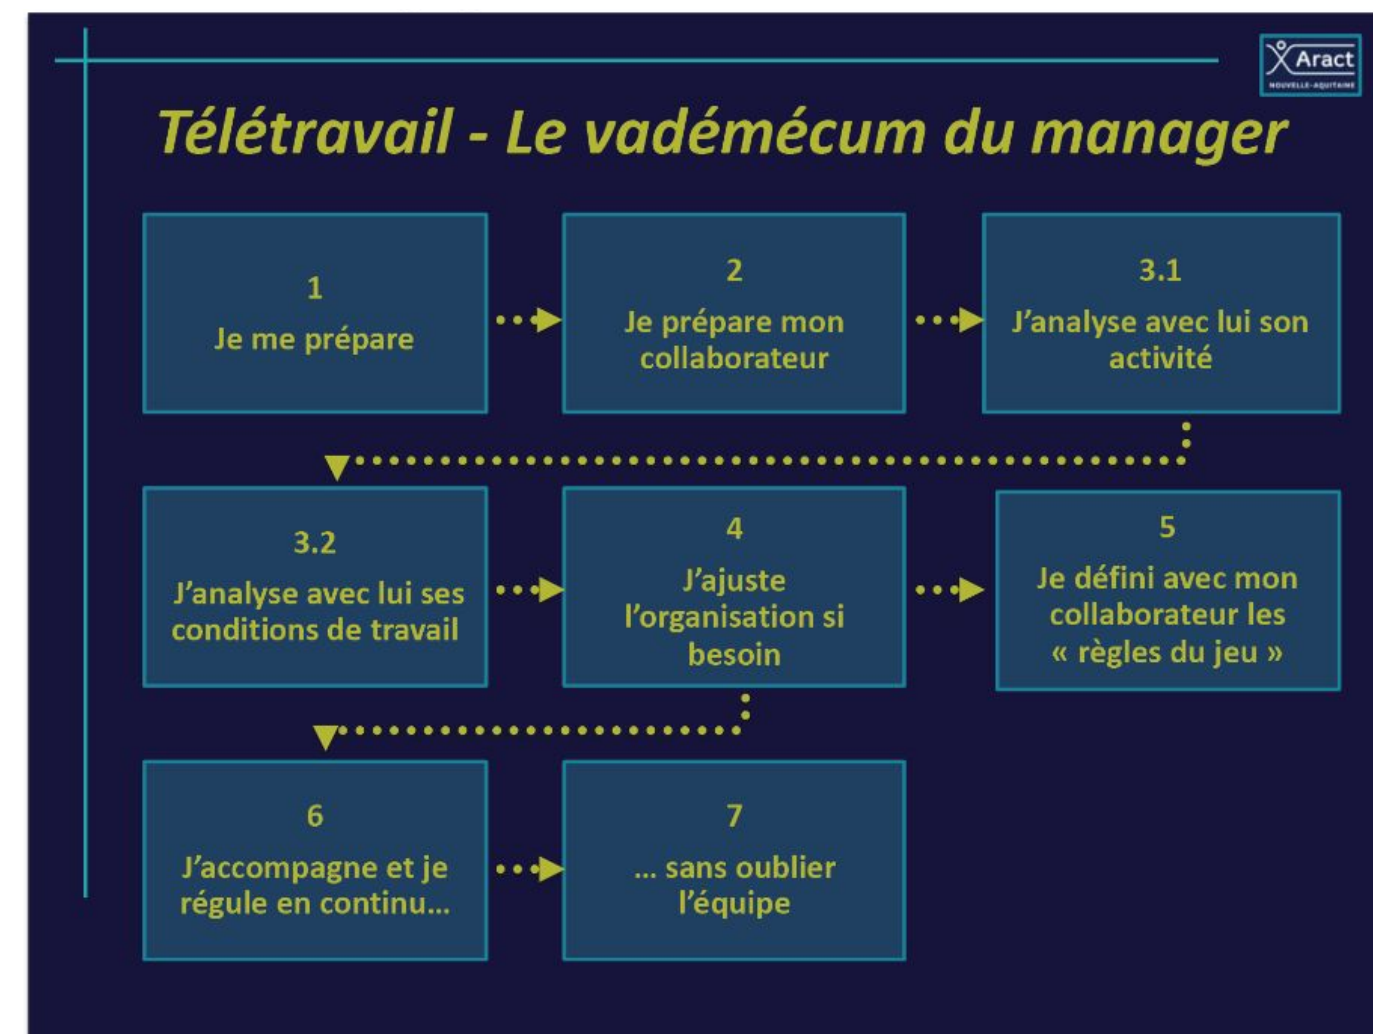 Aract
NOUVELLE-AQUITAINE
Télétravail - Le vadémécum du manager
1
Je me prépare
2
Je prépare mon
collaborateur
3.1
J’analyse avec lui son
activité
3.2
J’analyse avec lui ses
conditions de travail
4
J’ajuste
l’organisation si
besoin
5
Je défini avec mon
collaborateur les
« règles du jeu »
6
J’accompagne et je
régule en continu…
7
… sans oublier
l’équipe